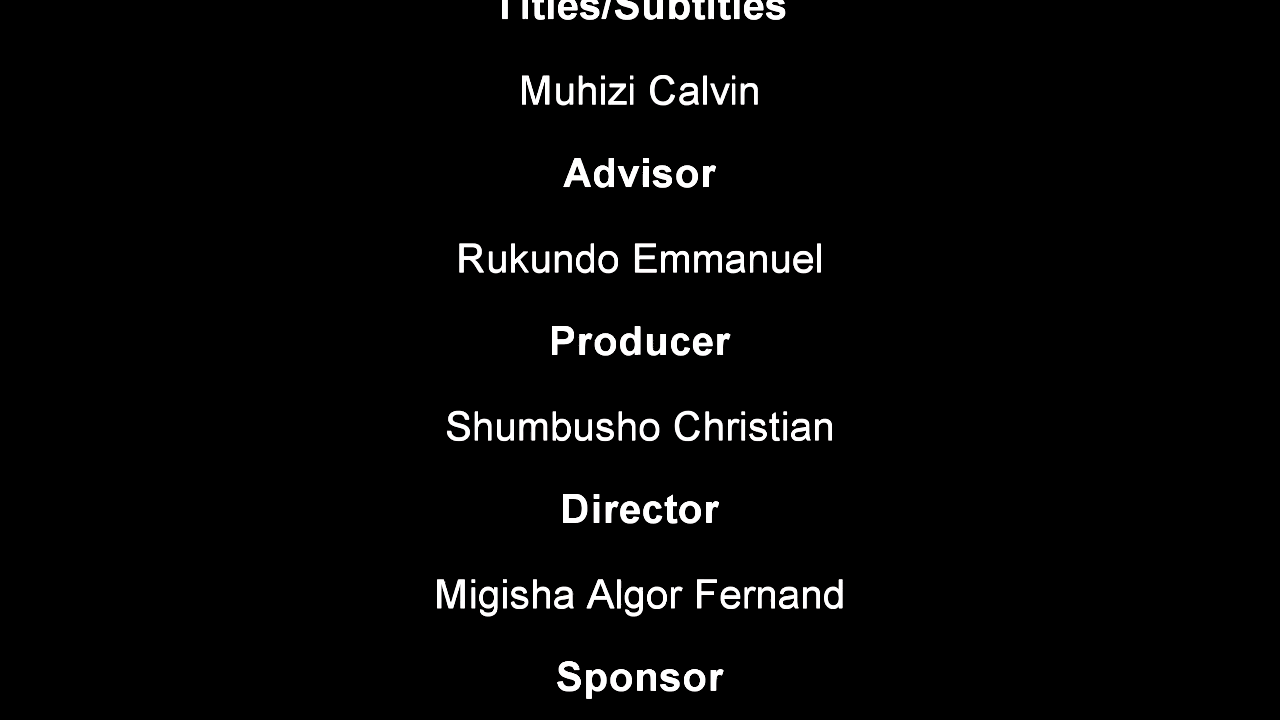 Titles/Subtitles
Muhizi Calvin
Advisor
Rukundo Emmanuel
Producer
Shumbusho Christian
Director
Migisha Algor Fernand
Sponsor